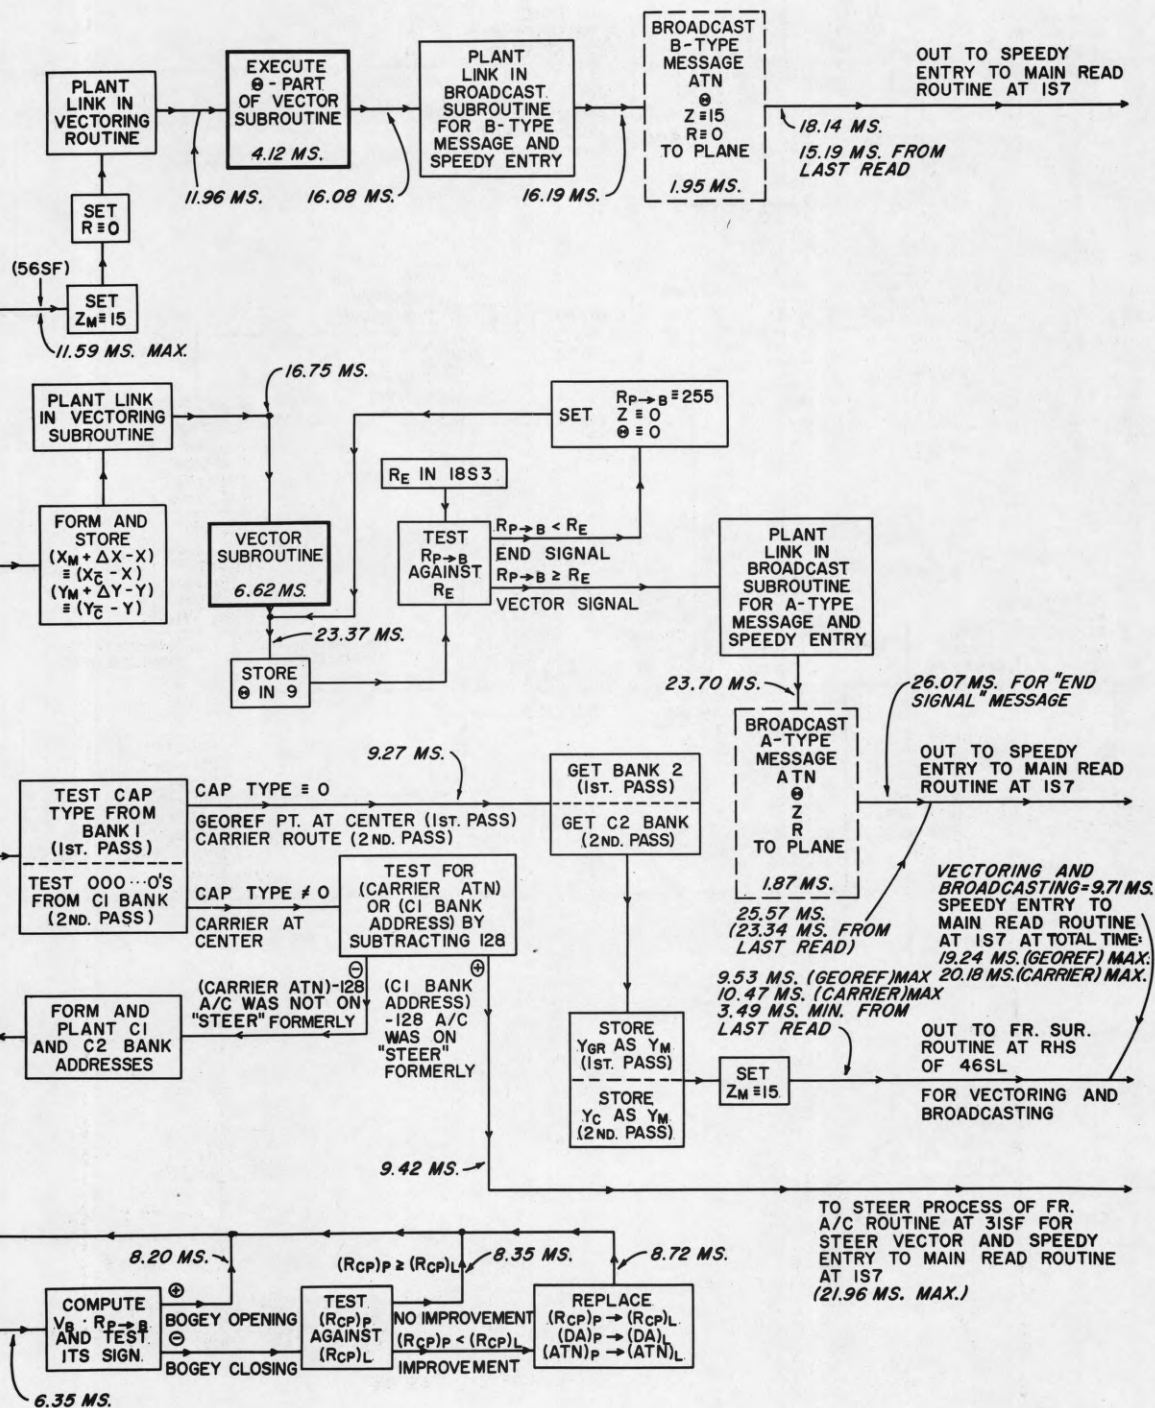 PLANT
LINK IN
VECTORING
ROUTINE
EXECUTE
Θ - PART
OF VECTOR
SUBROUTINE
4.12 MS.
PLANT
LINK IN
BROADCAST
SUBROUTINE
FOR B-TYPE
MESSAGE AND
SPEEDY ENTRY
BROADCAST
B-TYPE
MESSAGE
ATN
Θ
Z ≡ 15
R ≡ 0
TO PLANE
1.95 MS.
OUT TO SPEEDY
ENTRY TO MAIN READ
ROUTINE AT IS7
11.96 MS.
16.08 MS.
16.19 MS.
18.14 MS.
15.19 MS. FROM
LAST READ
SET
R ≡ 0
(56SF)
SET
ZM ≡ 15
11.59 MS. MAX.
PLANT LINK
IN VECTORING
SUBROUTINE
16.75 MS.
SET
RP→B ≡ 255
Z ≡ 0
Θ ≡ 0
RE IN 18S3
FORM AND
STORE
(XM + ΔX - X)
≡ (XC̅ - X)
(YM + ΔY - Y)
≡ (YC̅ - Y)
VECTOR
SUBROUTINE
6.62 MS.
TEST
RP→B
AGAINST
RE
RP→B < RE
END SIGNAL
RP→B ≥ RE
VECTOR SIGNAL
PLANT
LINK IN
BROADCAST
SUBROUTINE
FOR A-TYPE
MESSAGE AND
SPEEDY ENTRY
23.37 MS.
STORE
Θ IN 9
23.70 MS.
26.07 MS. FOR "END
SIGNAL" MESSAGE
BROADCAST
A-TYPE
MESSAGE
ATN
Θ
Z
R
TO PLANE
1.87 MS.
OUT TO SPEEDY
ENTRY TO MAIN READ
ROUTINE AT IS7
25.57 MS.
(23.34 MS. FROM
LAST READ)
TEST CAP
TYPE FROM
BANK 1
(1ST. PASS)
TEST 000···0'S
FROM C1 BANK
(2ND. PASS)
CAP TYPE ≡ 0
9.27 MS.
GEOREF PT. AT CENTER (1ST. PASS)
CARRIER ROUTE (2ND. PASS)
GET BANK 2
(1ST. PASS)
GET C2 BANK
(2ND. PASS)
CAP TYPE ≢ 0
CARRIER AT
CENTER
TEST FOR
(CARRIER ATN)
OR (C1 BANK
ADDRESS) BY
SUBTRACTING 128
VECTORING AND
BROADCASTING = 9.71 MS.
SPEEDY ENTRY TO
MAIN READ ROUTINE
AT IS7 AT TOTAL TIME:
19.24 MS. (GEOREF) MAX.
20.18 MS. (CARRIER) MAX.
⊖
(CARRIER ATN)-128
A/C WAS NOT ON
"STEER" FORMERLY
⊕
(C1 BANK
ADDRESS)
-128 A/C
WAS ON
"STEER"
FORMERLY
FORM AND
PLANT C1
AND C2 BANK
ADDRESSES
9.53 MS. (GEOREF) MAX
10.47 MS. (CARRIER) MAX
3.49 MS. MIN. FROM
LAST READ
STORE
YGR AS YM
(1ST. PASS)
STORE
YC AS YM
(2ND. PASS)
SET
ZM ≡ 15
OUT TO FR. SUR.
ROUTINE AT RHS
OF 46SL
FOR VECTORING AND
BROADCASTING
9.42 MS.
TO STEER PROCESS OF FR.
A/C ROUTINE AT 31SF FOR
STEER VECTOR AND SPEEDY
ENTRY TO MAIN READ ROUTINE
AT IS7
(21.96 MS. MAX.)
8.20 MS.
(RCP)P ≥ (RCP)L
8.35 MS.
8.72 MS.
COMPUTE
VB · RP→B
AND TEST
ITS SIGN.
⊕
BOGEY OPENING
⊖
BOGEY CLOSING
TEST
(RCP)P
AGAINST
(RCP)L
NO IMPROVEMENT
(RCP)P < (RCP)L
IMPROVEMENT
REPLACE
(RCP)P → (RCP)L
(DA)P → (DA)L
(ATN)P → (ATN)L
6.35 MS.